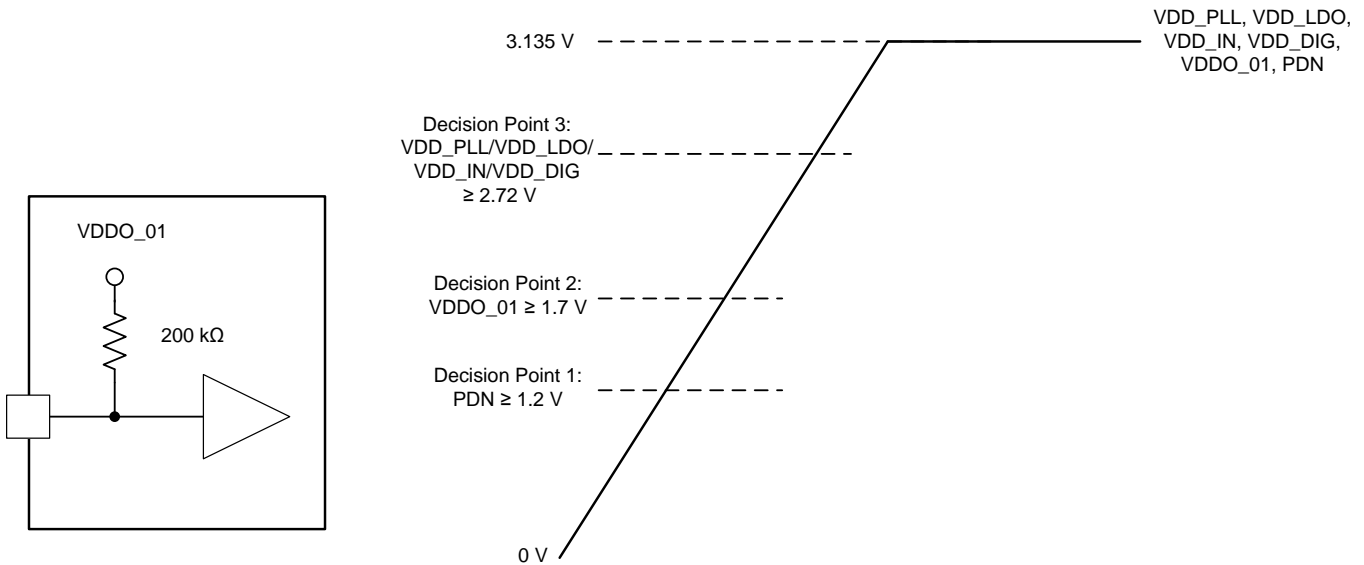 VDDO_01
200 kΩ
3.135 V
VDD_PLL, VDD_LDO,
VDD_IN, VDD_DIG,
VDDO_01, PDN
Decision Point 3:
VDD_PLL/VDD_LDO/
VDD_IN/VDD_DIG
≥ 2.72 V
Decision Point 2:
VDDO_01 ≥ 1.7 V
Decision Point 1:
PDN ≥ 1.2 V
0 V